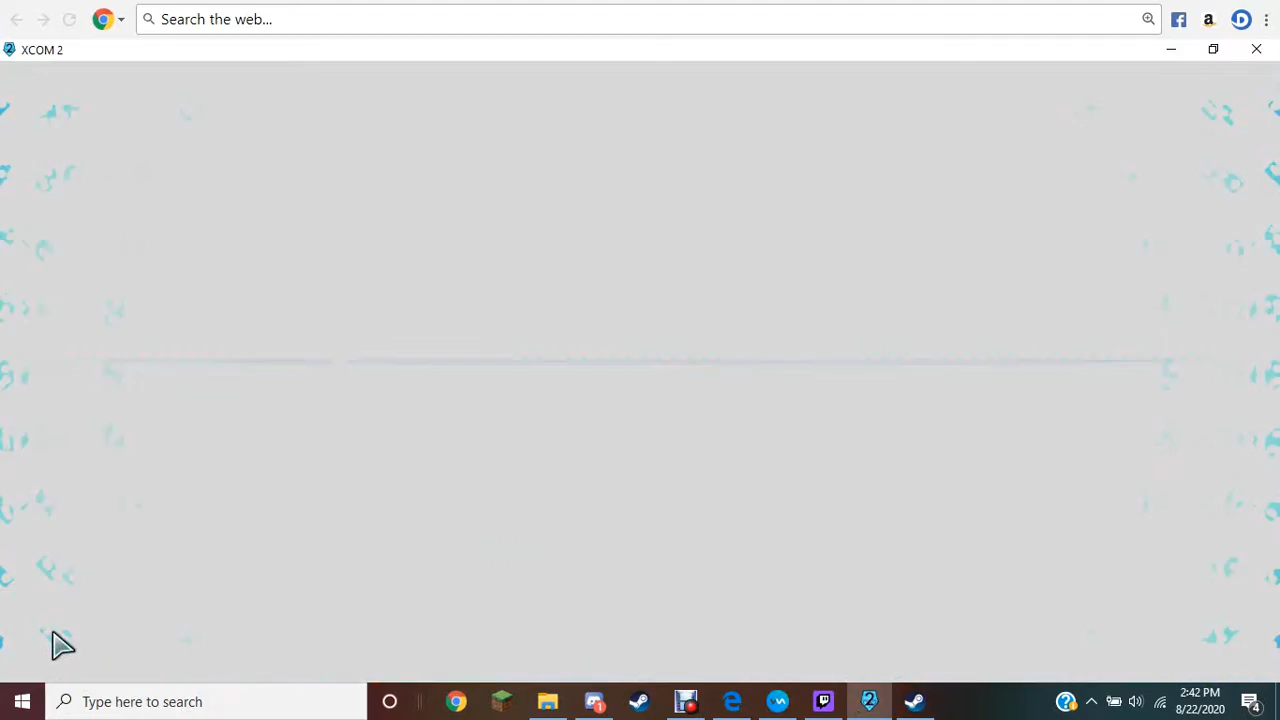 Search the web...
XCOM 2
Type here to search
2:42 PM
8/22/2020